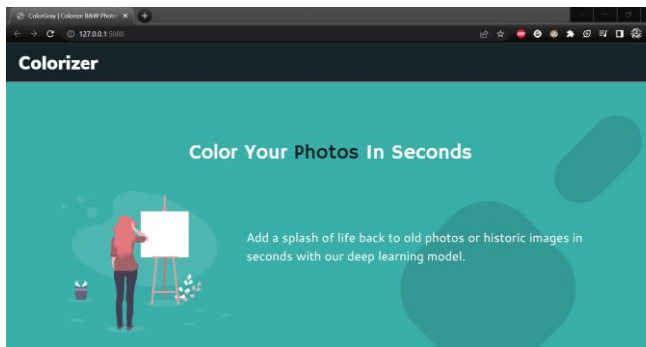 ColorGray | Colorize B&W Photo
127.0.0.1:5000
Colorizer
Color Your Photos In Seconds
Add a splash of life back to old photos or historic images in
seconds with our deep learning model.